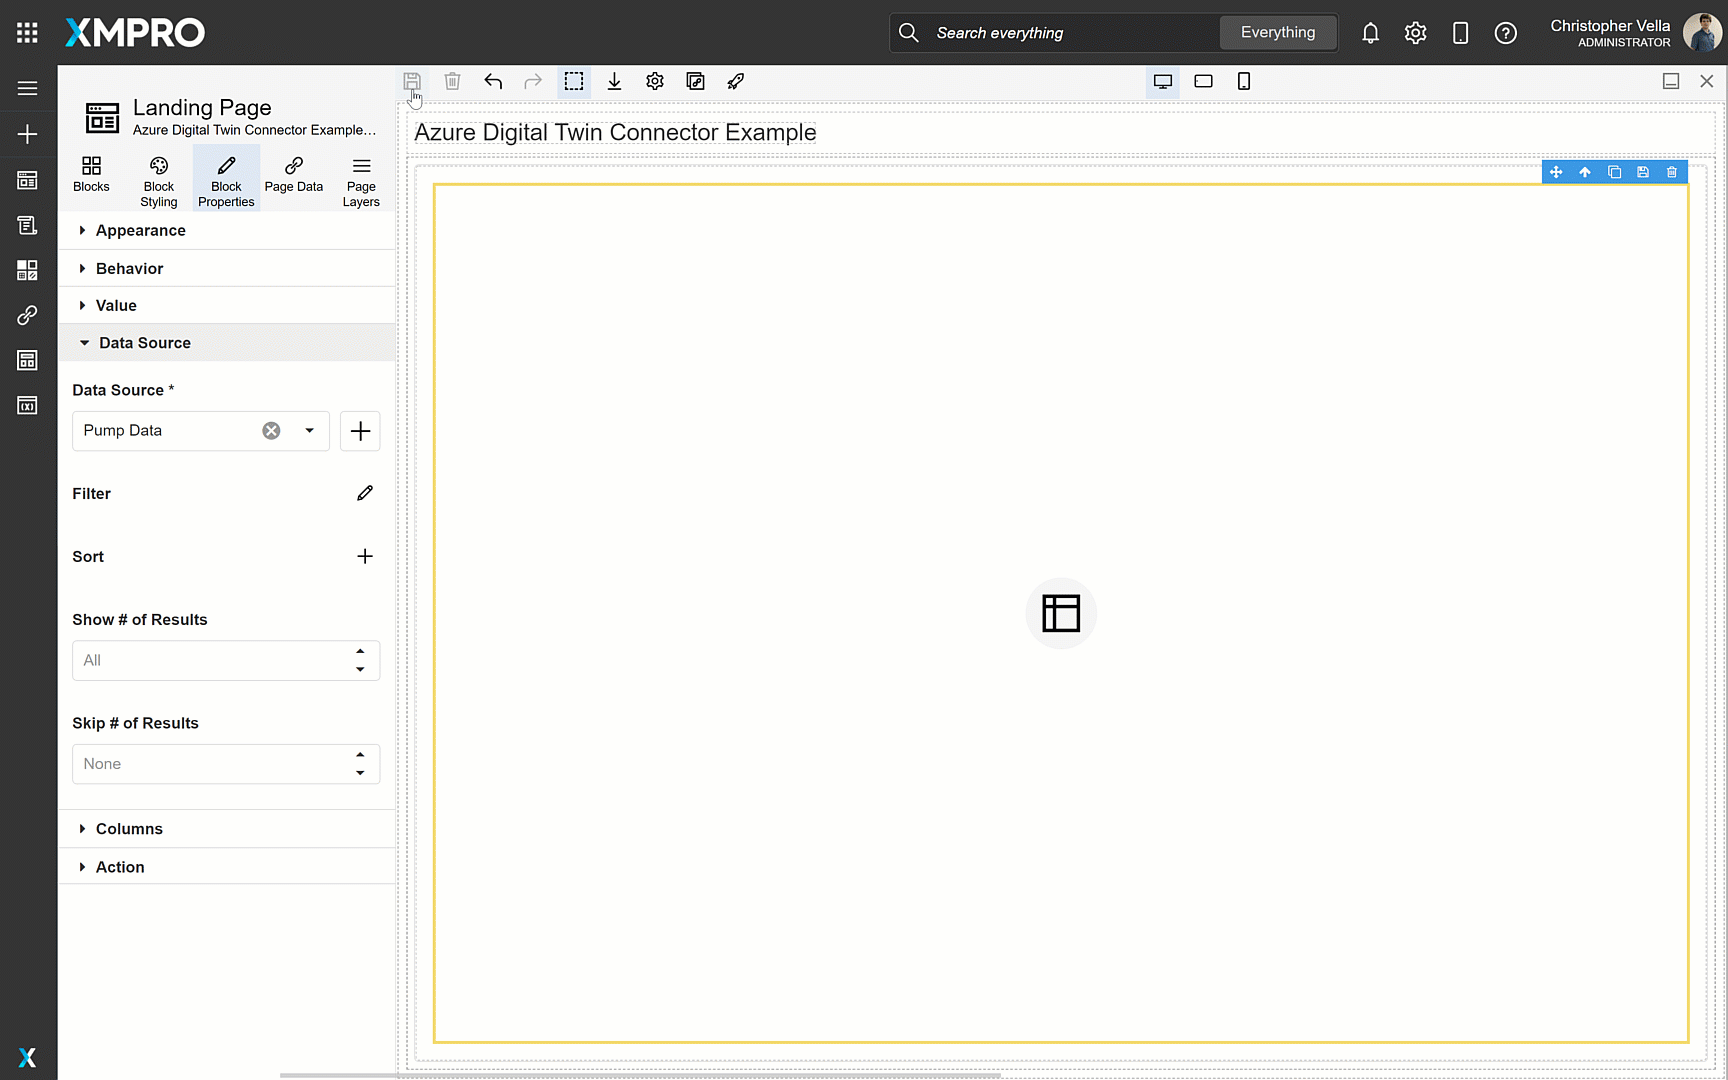 XMPRO
Search everything
Everything
Christopher Vella
ADMINISTRATOR
Landing Page
Azure Digital Twin Connector Example...
Blocks
Block
Styling
Block
Properties
Page Data
Page
Layers
Azure Digital Twin Connector Example
Appearance
Behavior
Value
Data Source
Data Source *
Pump Data
Filter
Sort
Show # of Results
All
Skip # of Results
None
Columns
Action